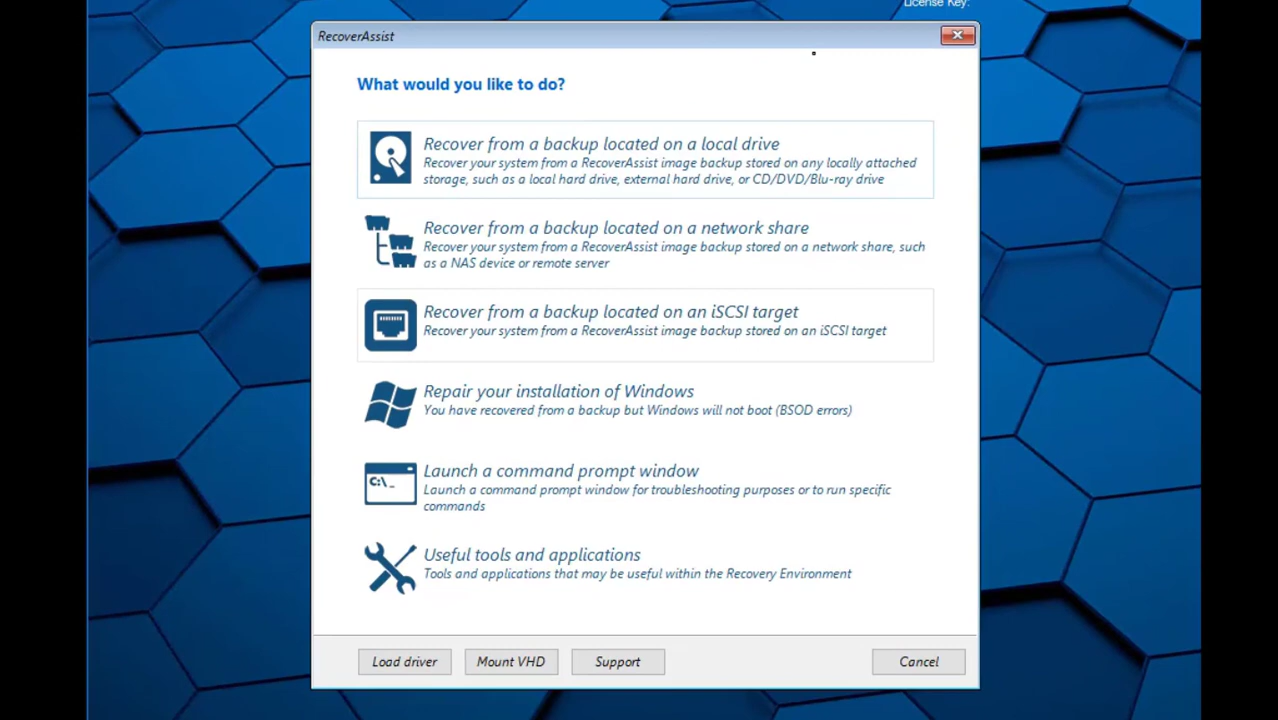 License Key:
RecoverAssist
What would you like to do?
Recover from a backup located on a local drive
Recover your system from a RecoverAssist image backup stored on any locally attached
storage, such as a local hard drive, external hard drive, or CD/DVD/Blu-ray drive
Recover from a backup located on a network share
Recover your system from a RecoverAssist image backup stored on a network share, such
as a NAS device or remote server
Recover from a backup located on an iSCSI target
Recover your system from a RecoverAssist image backup stored on an iSCSI target
Repair your installation of Windows
You have recovered from a backup but Windows will not boot (BSOD errors)
C:\ _
Launch a command prompt window
Launch a command prompt window for troubleshooting purposes or to run specific
commands
Useful tools and applications
Tools and applications that may be useful within the Recovery Environment
Load driver
Mount VHD
Support
Cancel